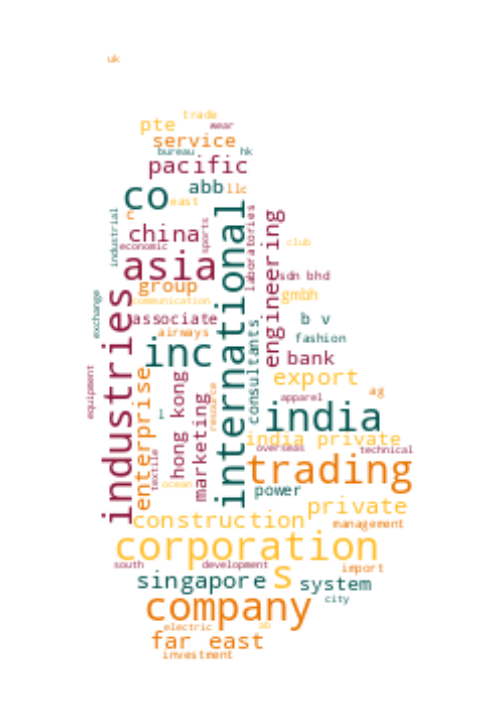 uk
trade
pte
wear
service
bureau
hk
pacific
abb
llc
co
east
c
industrial
china
sports
laboratories
engineering
economic
club
asia
international
sdn bhd
group
gmbh
communication
exchange
associate
b v
airways
fashion
inc
consultants
bank
industries
equipment
enterprise
hong kong
export
resource
marketing
ag
apparel
l
india
india private
textile
overseas
technical
trading
ocean
power
private
construction
management
corporation
south
development
import
singapore
s
system
city
company
electric
ab
far east
investment